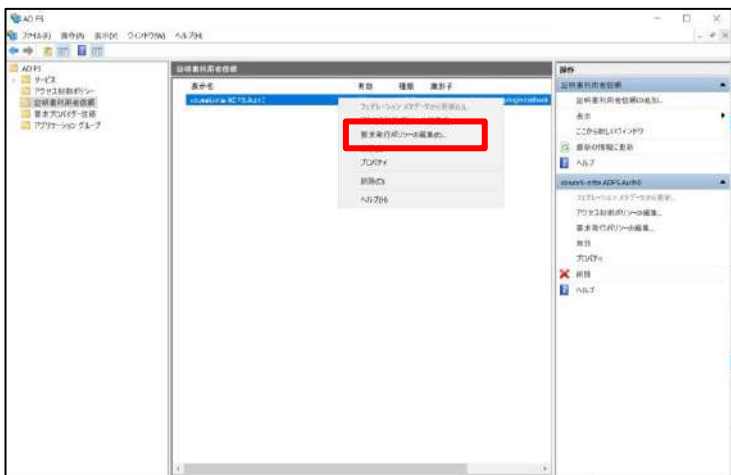 AD FS
ファイル(F) 操作(A) 表示(V) ウィンドウ(W) ヘルプ(H)
AD FS
サービス
アクセス制御ポリシー
証明書利用者信頼
要求プロバイダー信頼
アプリケーション グループ
証明書利用者信頼
表示名 有効 種類 識別子
フェデレーション メタデータから更新(U)...
要求発行ポリシーの編集(I)...
プロパティ
削除(D)
ヘルプ(H)
操作
証明書利用者信頼
証明書利用者信頼の追加...
表示
ここから新しいウィンドウ
最新の情報に更新
ヘルプ
フェデレーション メタデータから更新...
アクセス制御ポリシーの編集...
要求発行ポリシーの編集...
無効
プロパティ
削除
ヘルプ